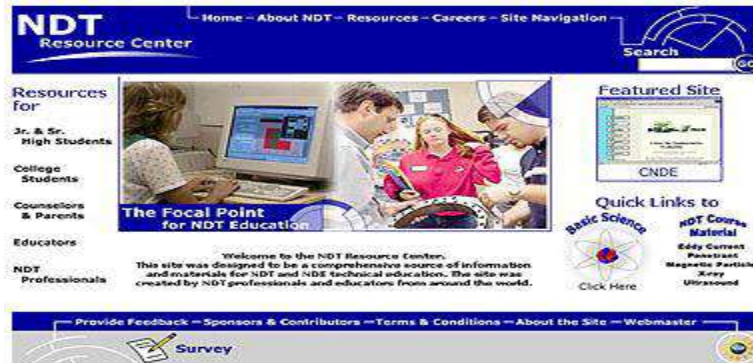 NDT
Resource Center
Home – About NDT – Resources – Careers – Site Navigation
Search
GO
Resources
for
Jr. & Sr.
High Students
College
Students
Counselors
& Parents
Educators
NDT
Professionals
The Focal Point
for NDT Education
Featured Site
CNDE
Quick Links to
Basic Science
Click Here
NDT Course
Material
Eddy Current
Penetrant
Magnetic Particle
X-ray
Ultrasound
Welcome to the NDT Resource Center.
This site was designed to be a comprehensive source of information
and materials for NDT and NDE technical education. The site was
created by NDT professionals and educators from around the world.
Provide Feedback — Sponsors & Contributors — Terms & Conditions — About the Site — Webmaster
Survey